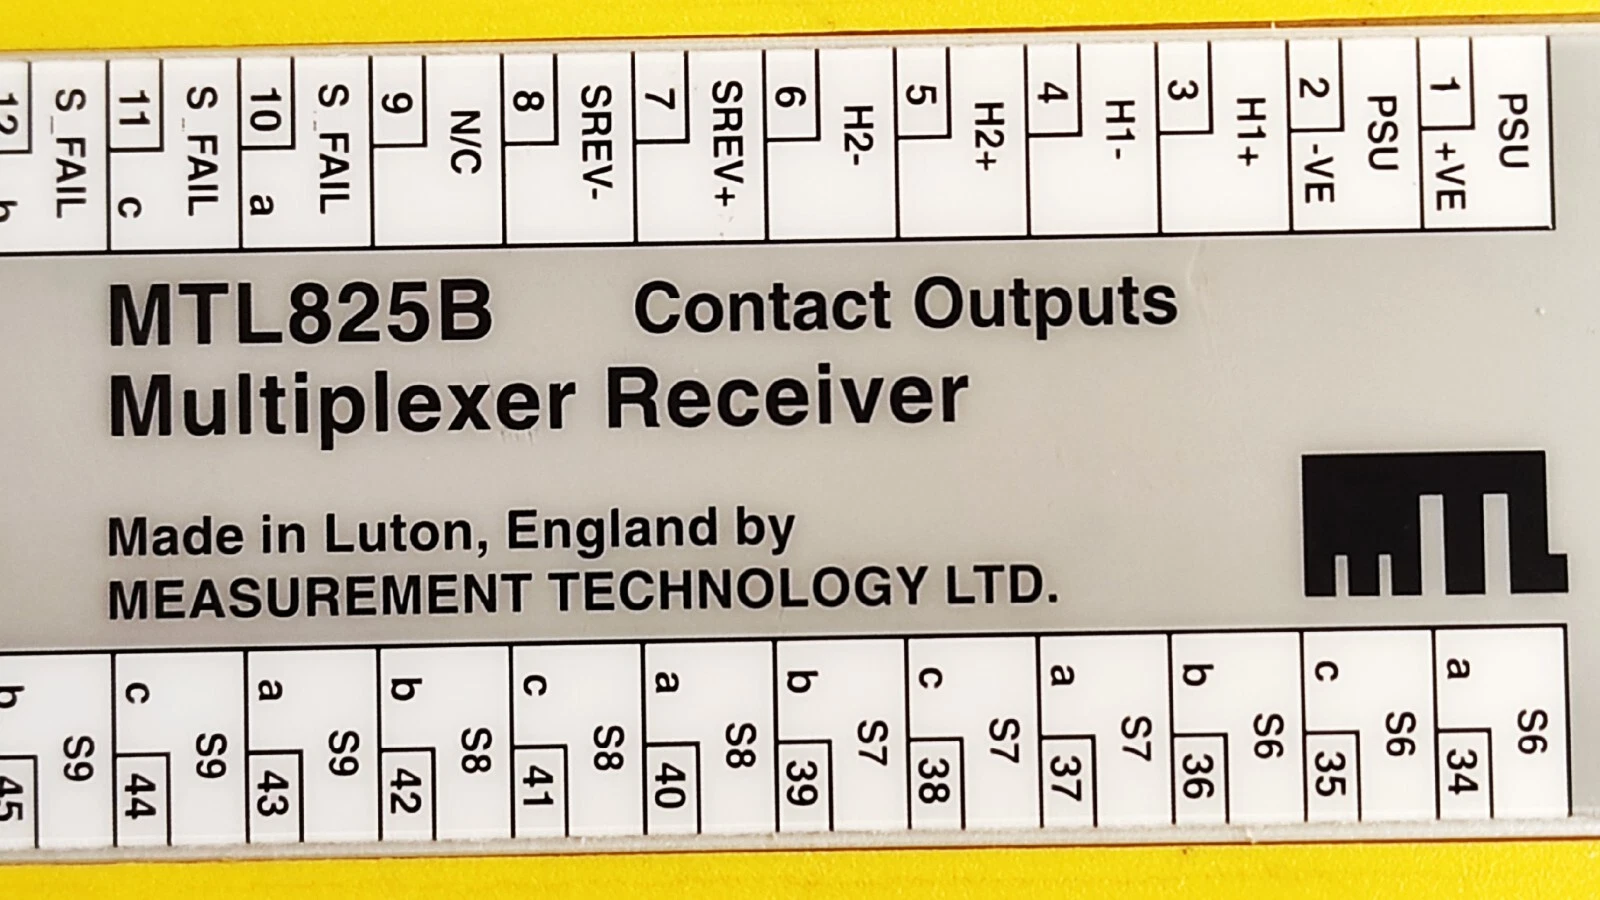 12 S_FAIL b
11 S_FAIL c
10 S_FAIL a
9 N/C
8 SREV-
7 SREV+
6 H2-
5 H2+
4 H1-
3 H1+
2 PSU -VE
1 PSU +VE
MTL825B Contact Outputs
Multiplexer Receiver
Made in Luton, England by
MEASUREMENT TECHNOLOGY LTD.
MTL
b S9 45
c S9 44
a S9 43
b S8 42
c S8 41
a S8 40
b S7 39
c S7 38
a S7 37
b S6 36
c S6 35
a S6 34